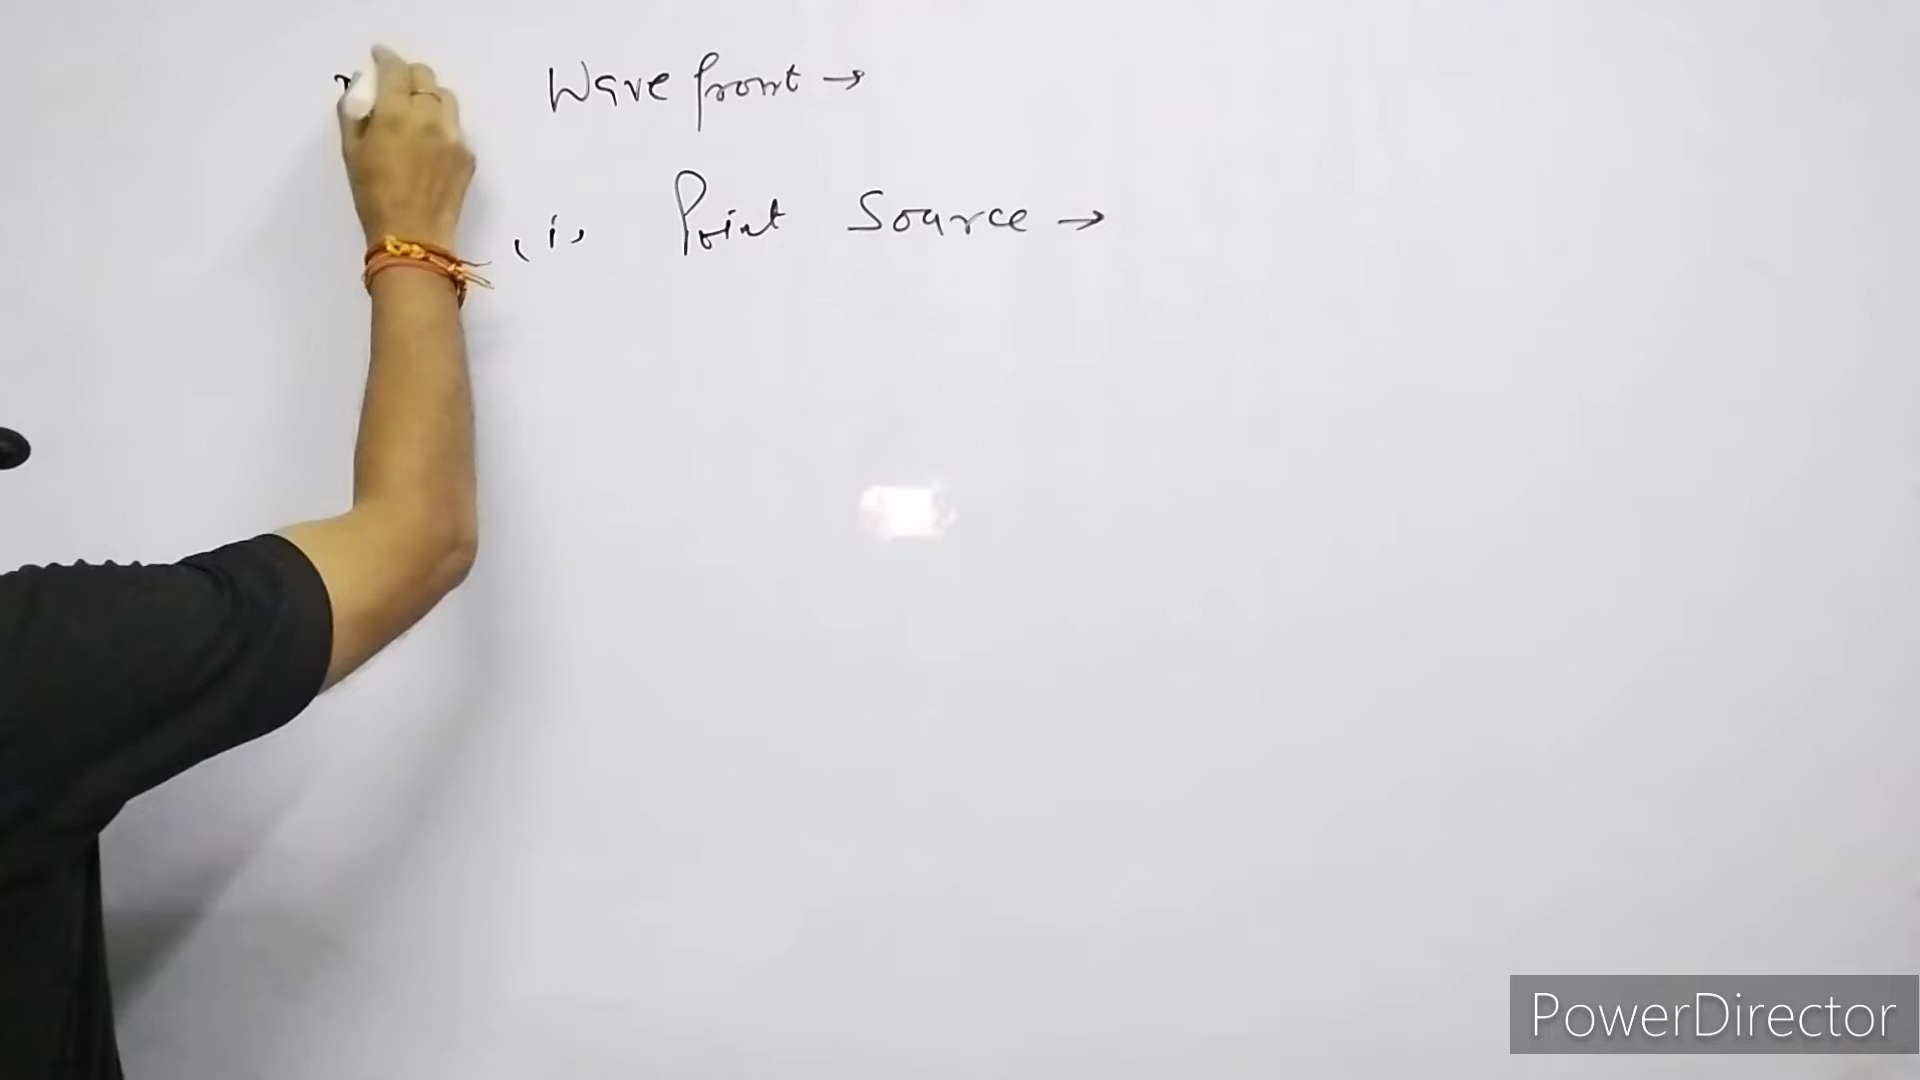 Wave front →
(i) Point Source →
PowerDirector